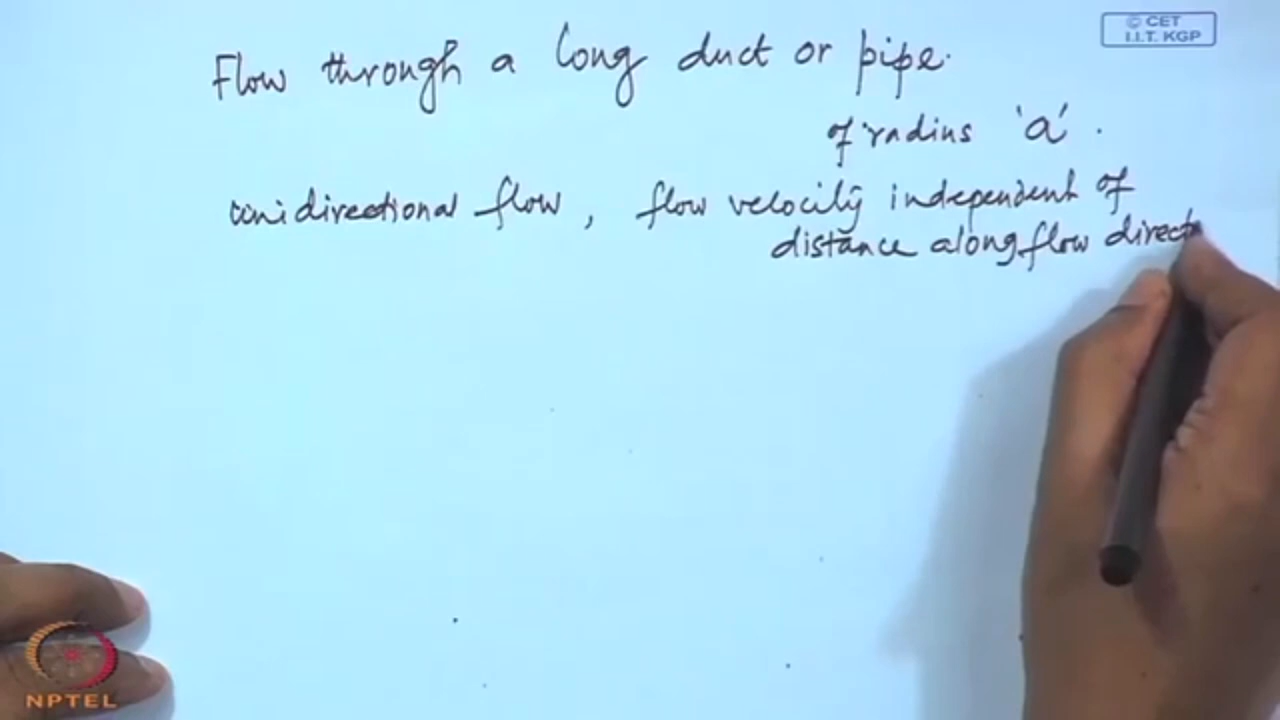 © CET
I.I.T. KGP
Flow through a long duct or pipe.
of radius 'a'.
unidirectional flow, flow velocity independent of
distance along flow directn
NPTEL